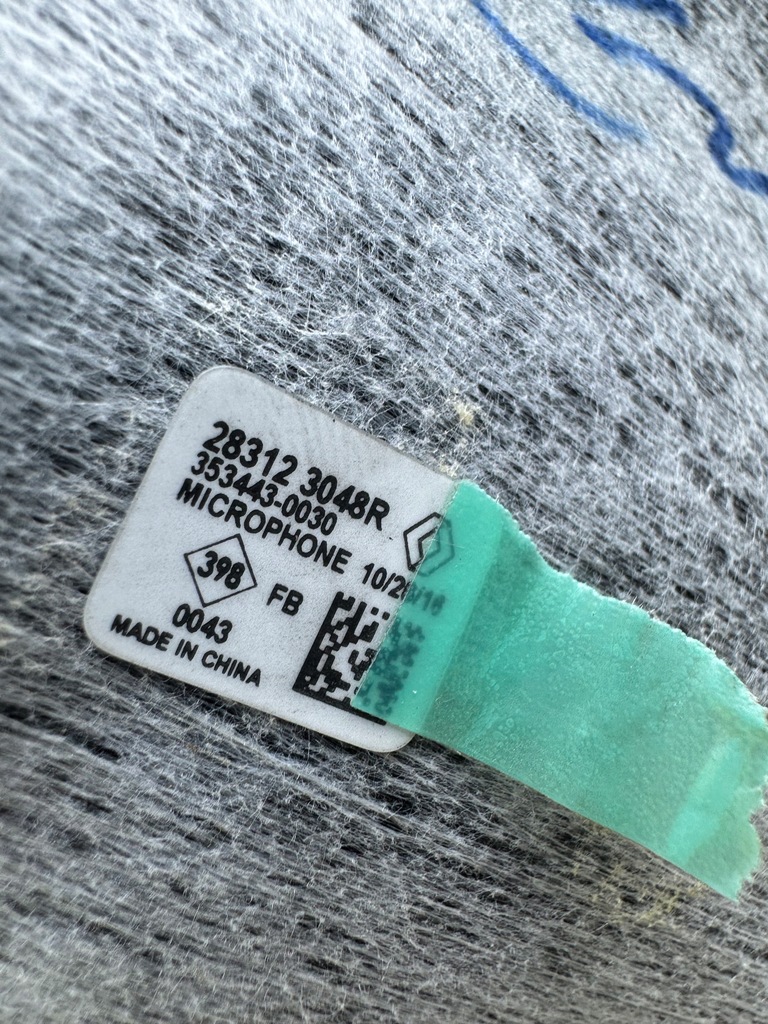 28312 3048R
353443-0030
MICROPHONE
398
FB
0043
MADE IN CHINA